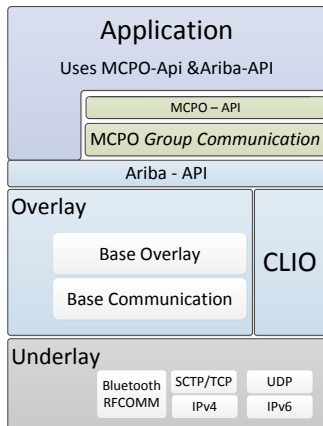 Application
Uses MCPO-Api &Ariba-API
MCPO – API
MCPO Group Communication
Ariba - API
Overlay
Base Overlay
Base Communication
CLIO
Underlay
Bluetooth
RFCOMM
SCTP/TCP
UDP
IPv4
IPv6